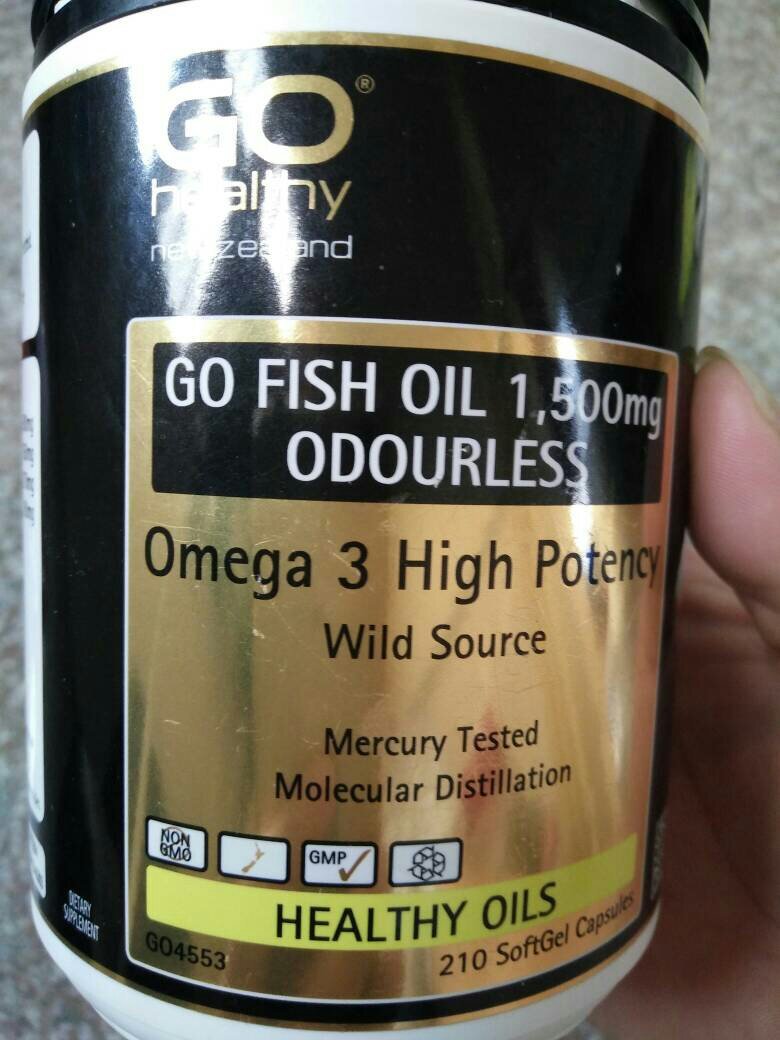 GO®
healthy
new zealand
GO FISH OIL 1,500mg
ODOURLESS
Omega 3 High Potency
Wild Source
Mercury Tested
Molecular Distillation
NON
GMO
GMP
HEALTHY OILS
GO4553
210 SoftGel Capsules
DIETARY
SUPPLEMENT